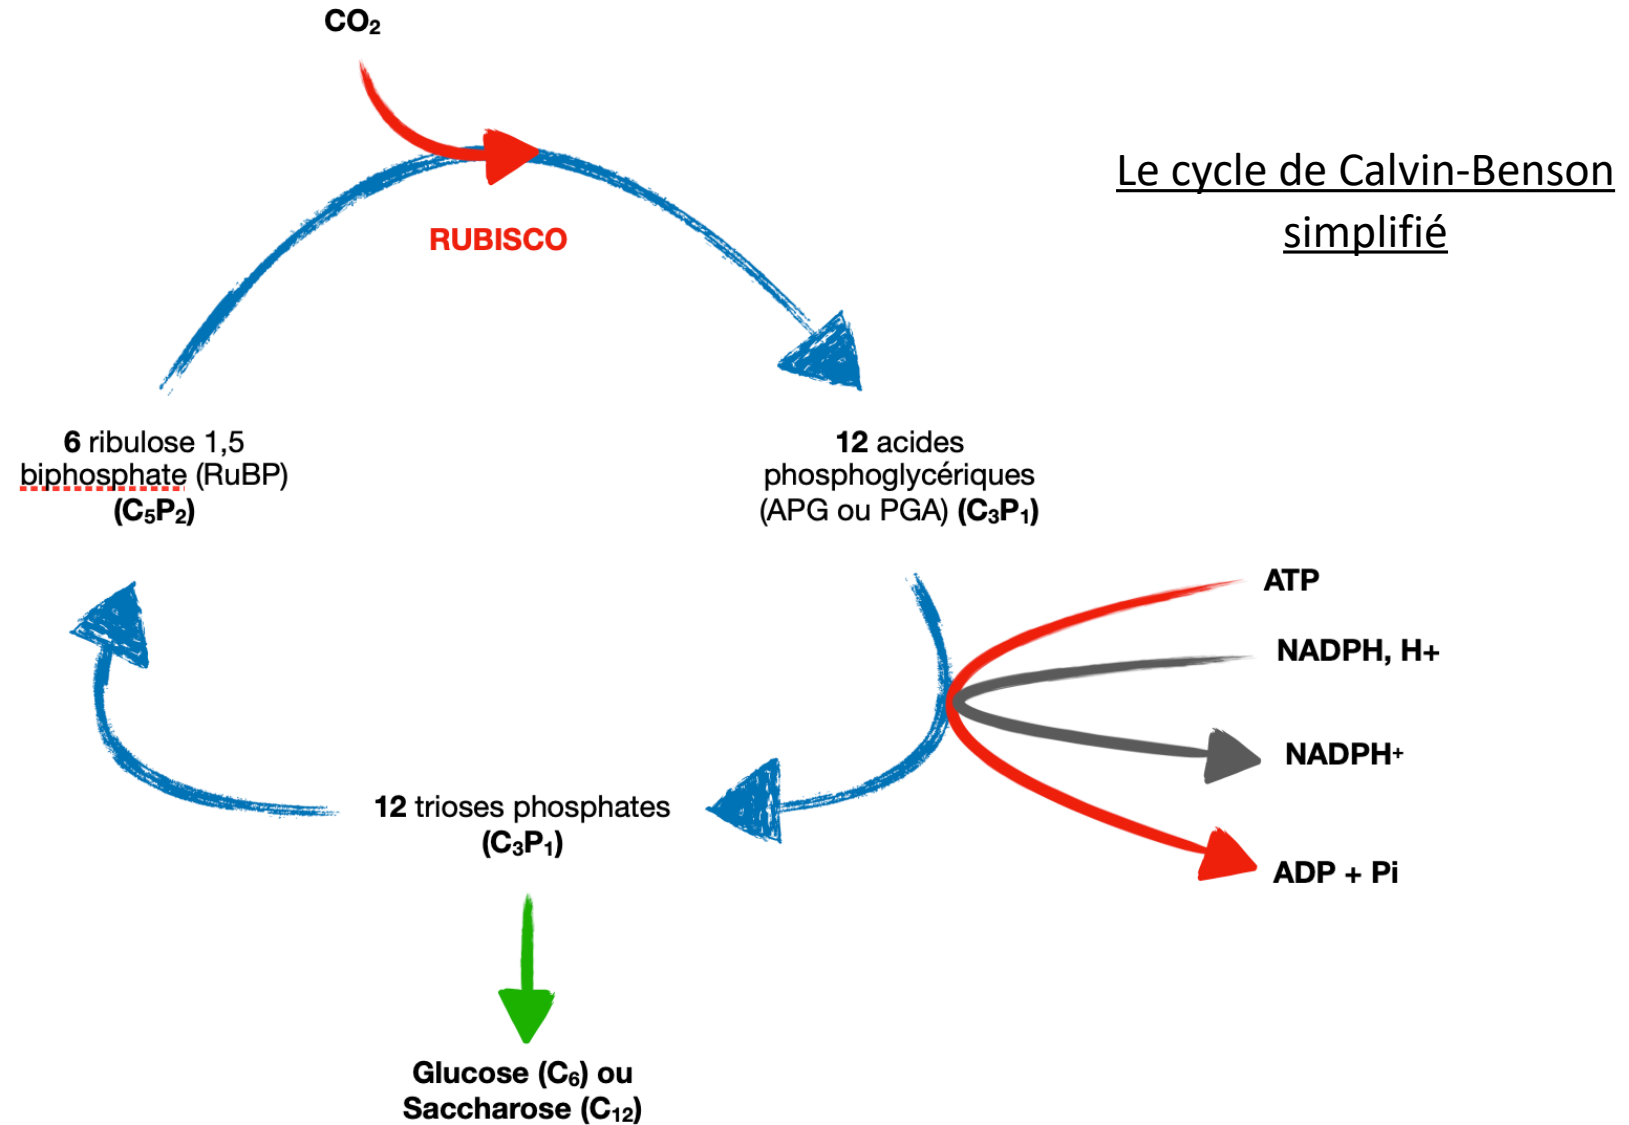 CO₂
Le cycle de Calvin-Benson
simplifié
RUBISCO
6 ribulose 1,5
biphosphate (RuBP)
(C₅P₂)
12 acides
phosphoglycériques
(APG ou PGA) (C₃P₁)
ATP
NADPH, H+
NADPH⁺
ADP + Pi
12 trioses phosphates
(C₃P₁)
Glucose (C₆) ou
Saccharose (C₁₂)